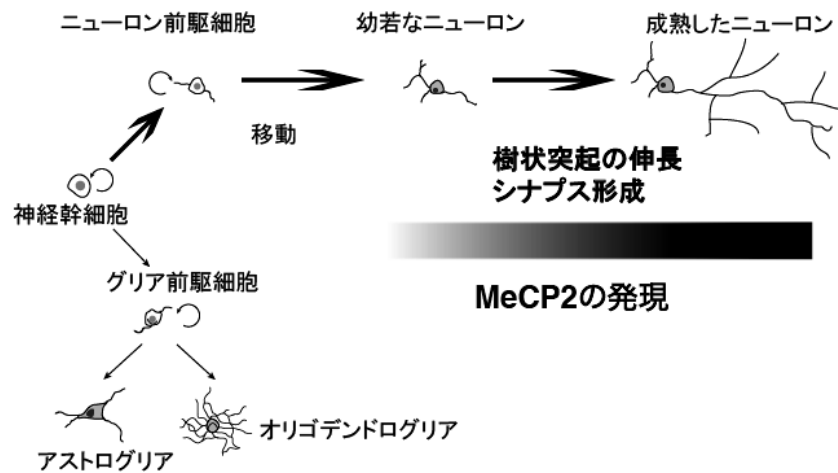 ニューロン前駆細胞
幼若なニューロン
成熟したニューロン
移動
樹状突起の伸長
シナプス形成
神経幹細胞
グリア前駆細胞
MeCP2の発現
アストログリア
オリゴデンドログリア